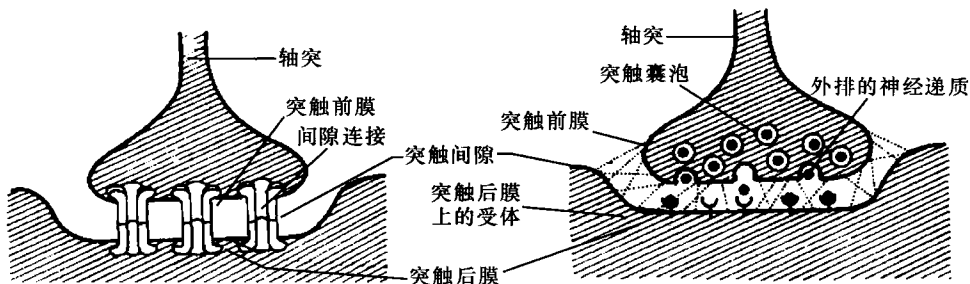 轴突
突触前膜
间隙连接
突触间隙
突触后膜
轴突
突触囊泡
外排的神经递质
突触前膜
突触后膜
上的受体